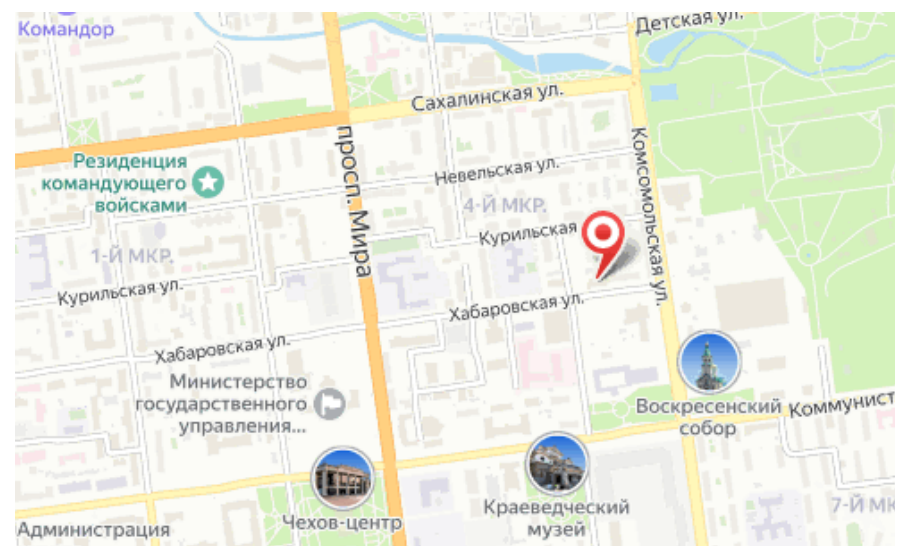 Командор
Детская ул.
Сахалинская ул.
просп. Мира
Комсомольская ул.
Резиденция
командующего
войсками
Невельская ул.
4-Й МКР.
Курильская
1-Й МКР.
Курильская ул.
Хабаровская ул.
Хабаровская ул.
Министерство
государственного
управления...
Воскресенский
собор
Коммунист
Чехов-центр
Краеведческий
музей
7-Й МК
Администрация